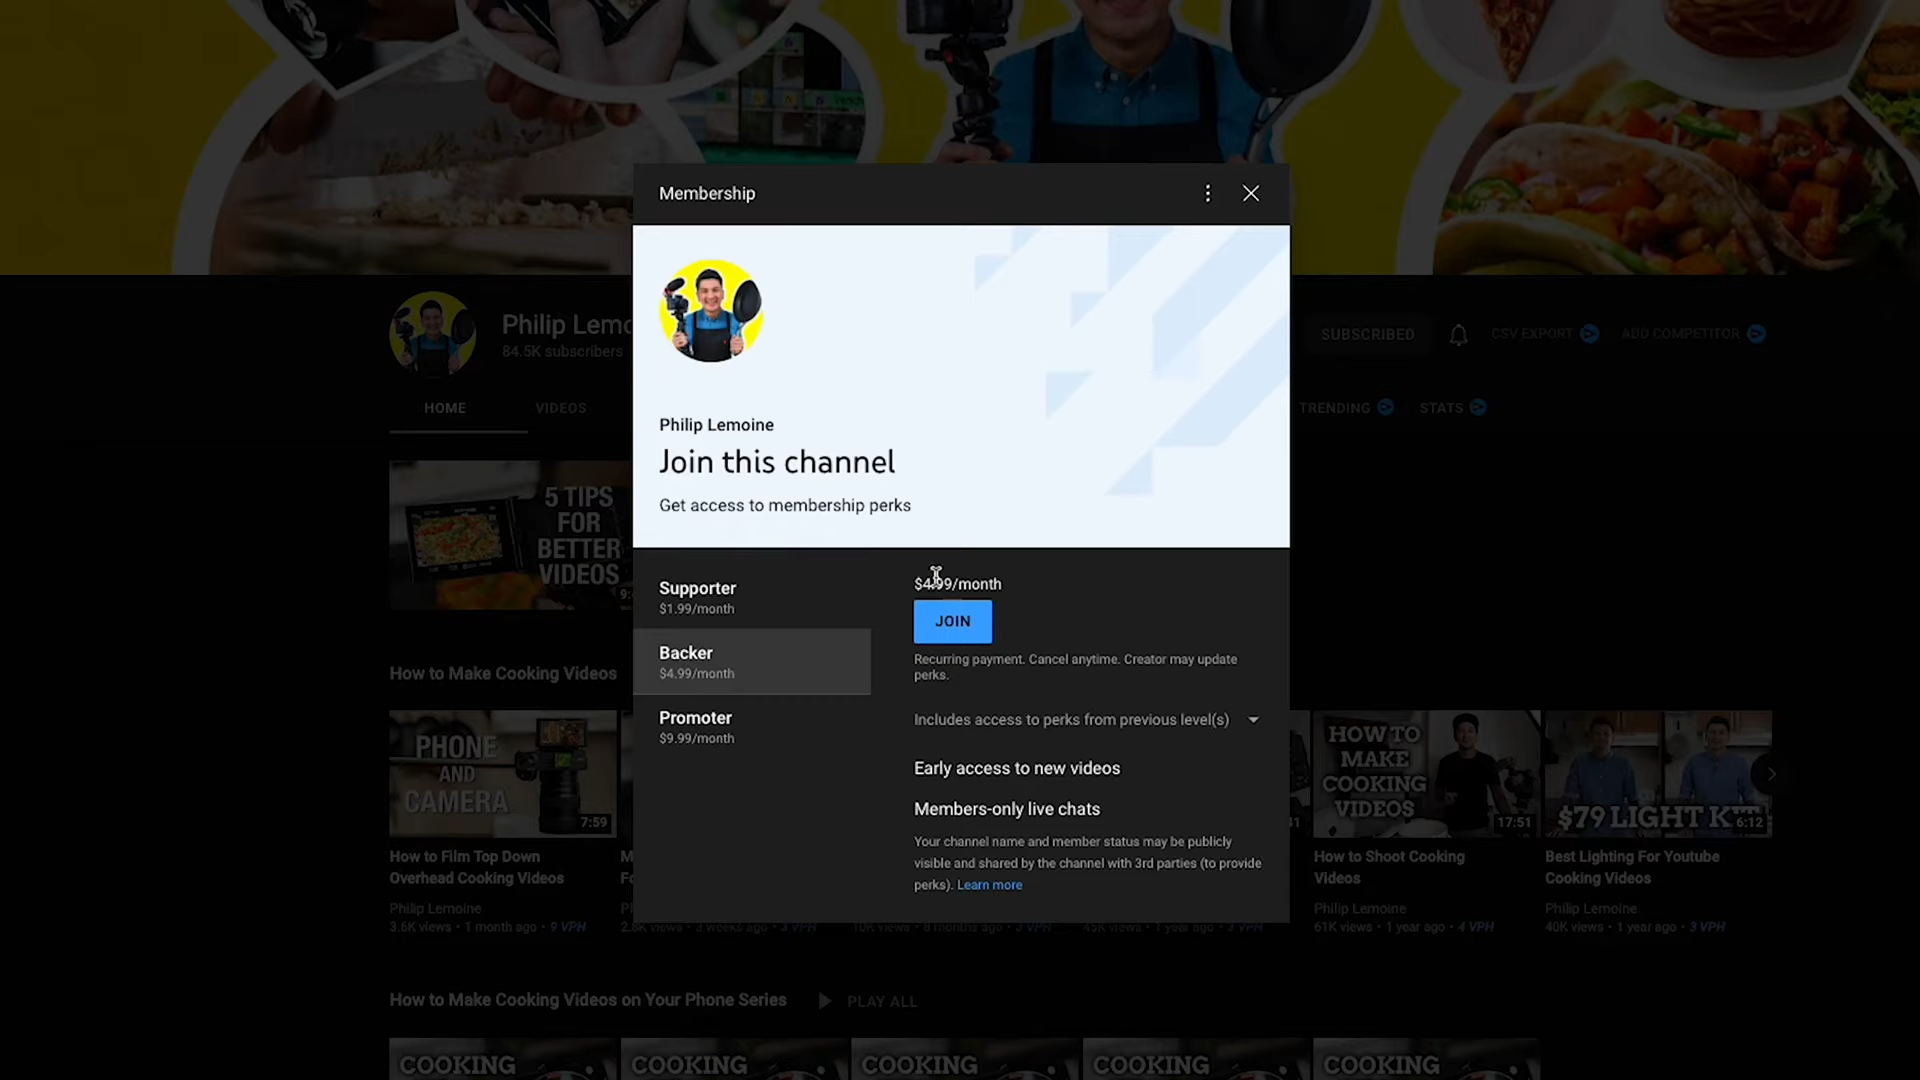 Membership
Philip Lemo
84.5K subscribers
SUBSCRIBED
CSV EXPORT
ADD COMPETITOR
HOME
VIDEOS
TRENDING
STATS
Philip Lemoine
Join this channel
Get access to membership perks
5 TIPS
FOR
BETTER
VIDEOS
Supporter
$1.99/month
Backer
$4.99/month
Promoter
$9.99/month
$4.99/month
JOIN
Recurring payment. Cancel anytime. Creator may update
perks.
Includes access to perks from previous level(s)
Early access to new videos
Members-only live chats
Your channel name and member status may be publicly
visible and shared by the channel with 3rd parties (to provide
perks). Learn more
How to Make Cooking Videos
PHONE
AND
CAMERA
7:59
How to Film Top Down
Overhead Cooking Videos
Philip Lemoine
3.6K views • 1 month ago • 9 VPH
HOW TO
MAKE
COOKING
VIDEOS
17:51
How to Shoot Cooking
Videos
Philip Lemoine
61K views • 1 year ago • 4 VPH
$79 LIGHT K
6:12
Best Lighting For Youtube
Cooking Videos
Philip Lemoine
40K views • 1 year ago • 3 VPH
How to Make Cooking Videos on Your Phone Series
PLAY ALL
COOKING
COOKING
COOKING
COOKING
COOKING